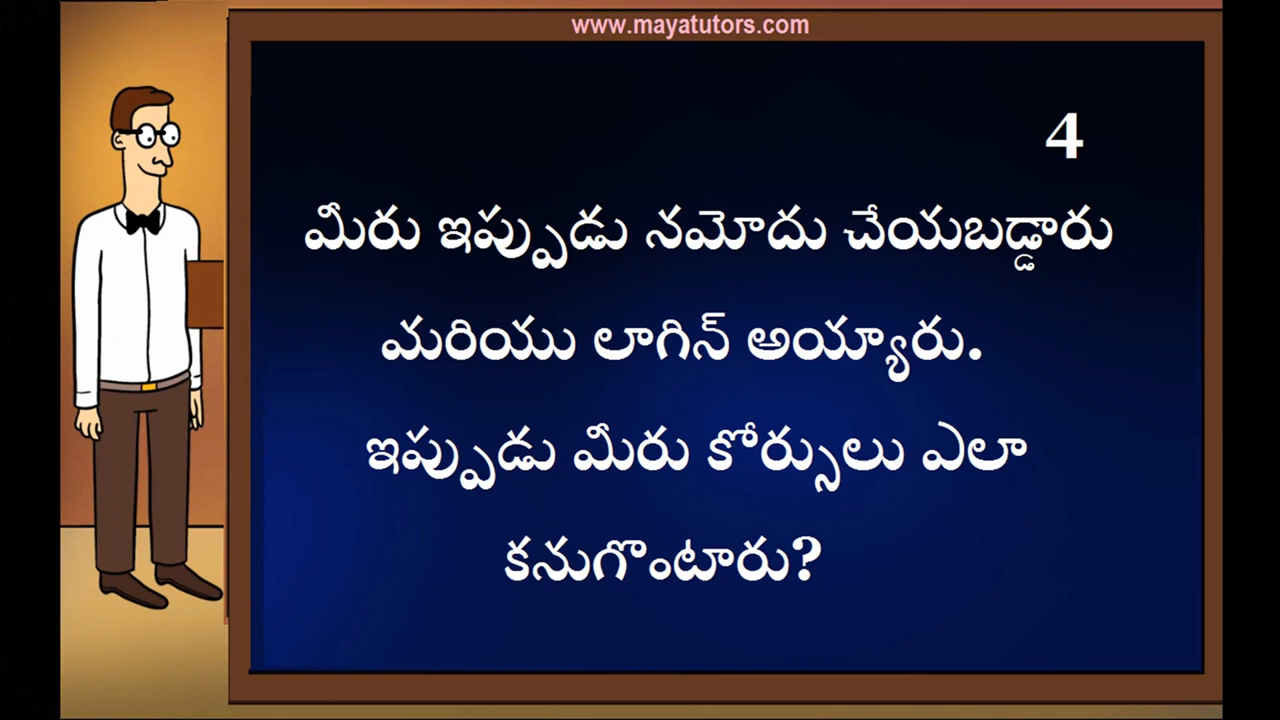 www.mayatutors.com
4
మీరు ఇప్పుడు నమోదు చేయబడ్డారు
మరియు లాగిన్ అయ్యారు.
ఇప్పుడు మీరు కోర్సులు ఎలా
కనుగొంటారు?